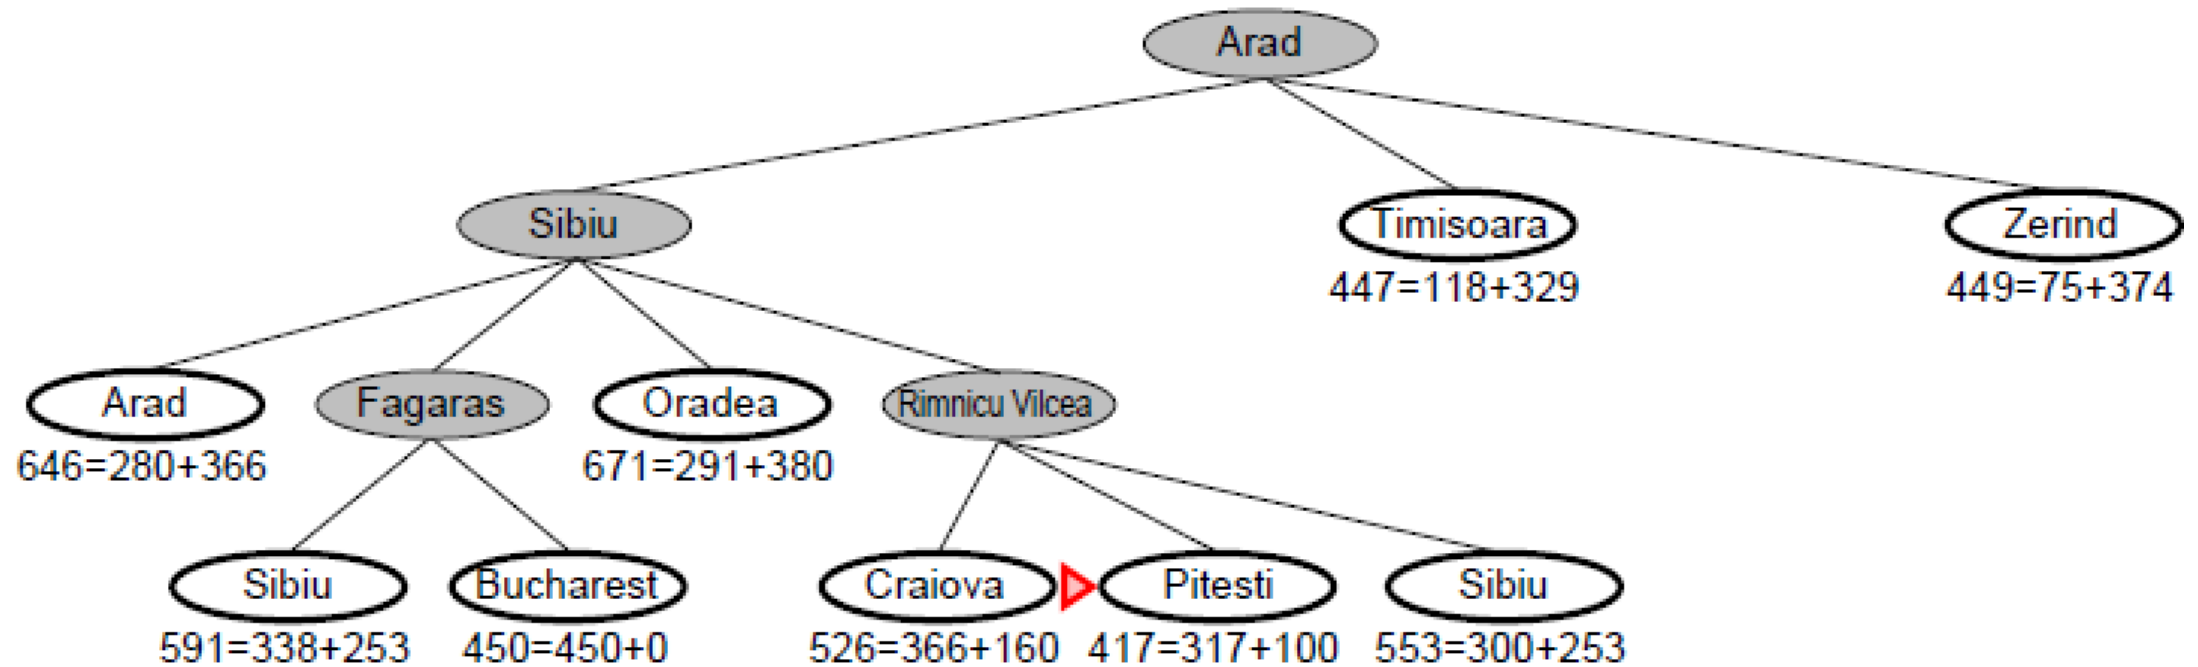 Arad
Sibiu Timisoara Zerind
447=118+329 449=75+374
Arad Fagaras Oradea Rimnicu Vilcea
646=280+366 671=291+380
Sibiu Bucharest Craiova Pitesti Sibiu
591=338+253 450=450+0 526=366+160 417=317+100 553=300+253